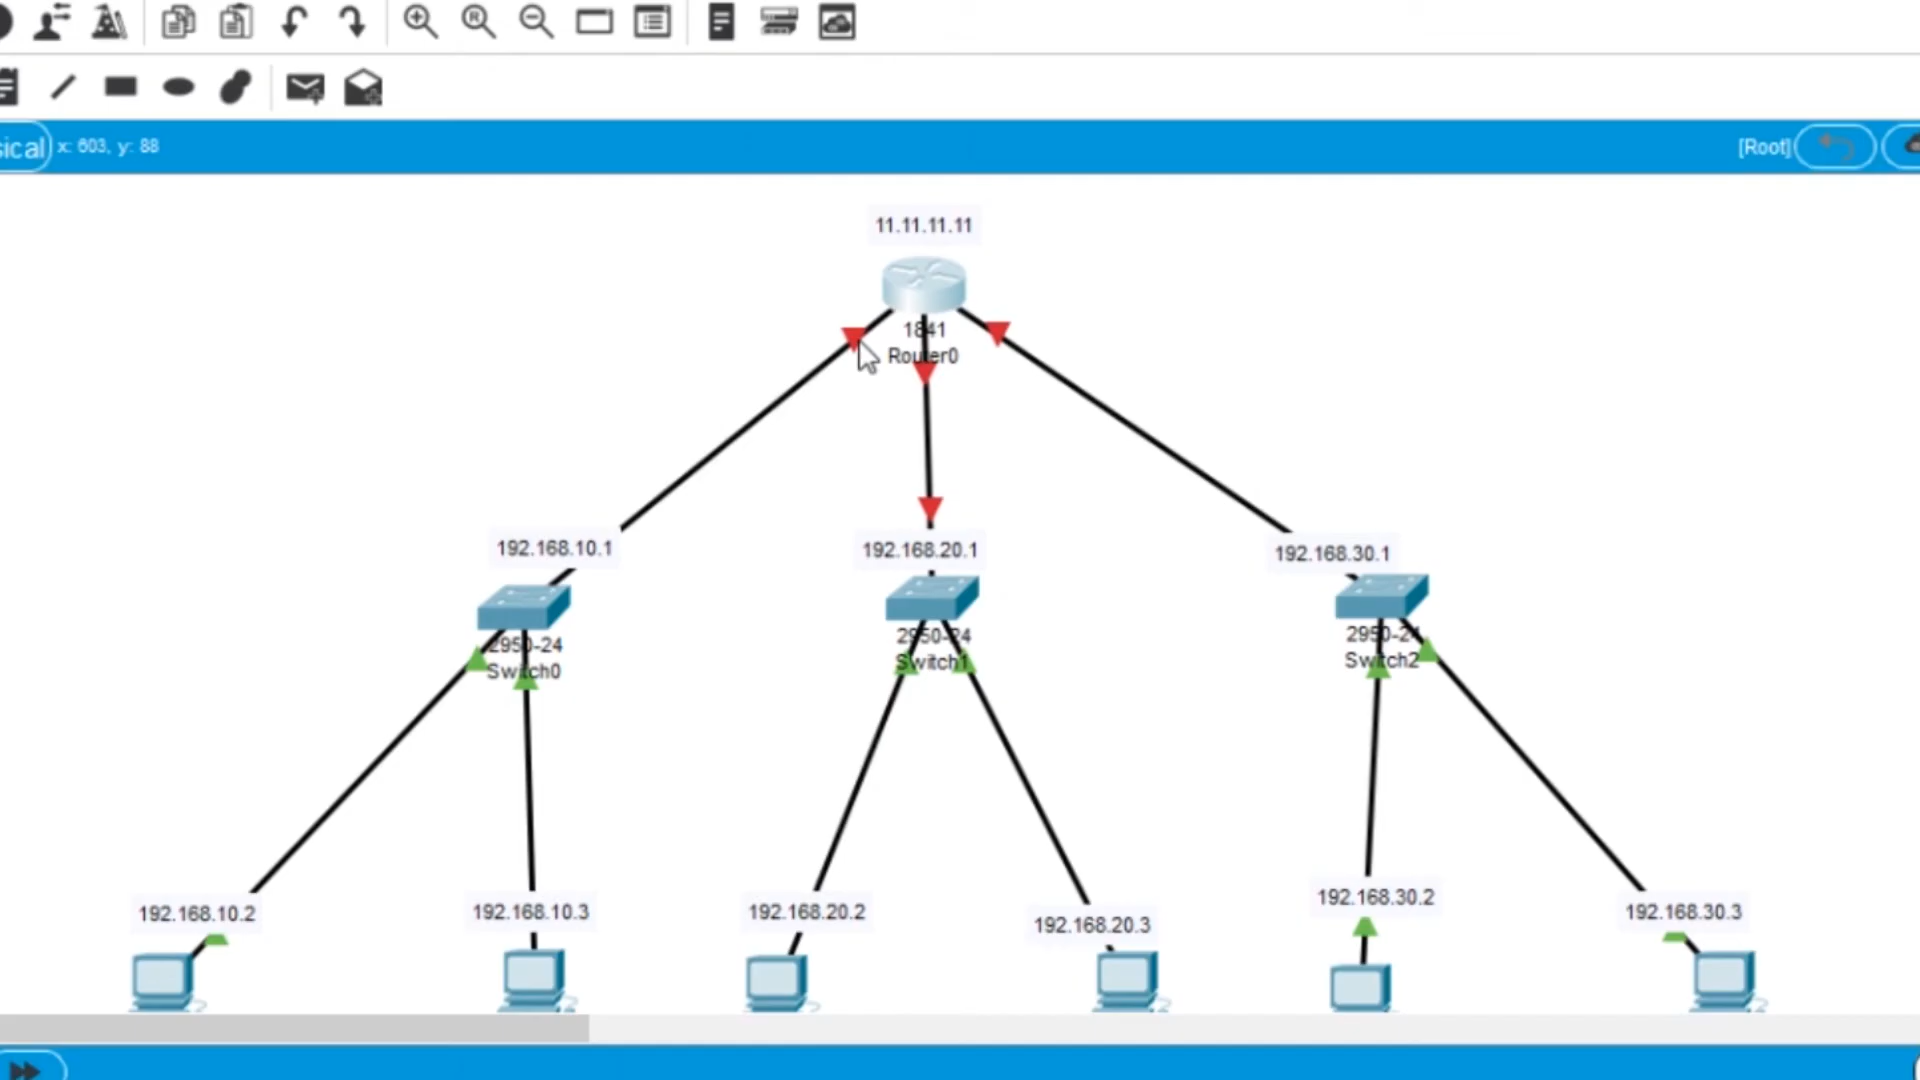 sical x: 603, y: 88 [Root]
11.11.11.11
1841
Router0
192.168.10.1 192.168.20.1 192.168.30.1
2950-24 2950-24 2950-24
Switch0 Switch1 Switch2
192.168.10.2 192.168.10.3 192.168.20.2 192.168.20.3 192.168.30.2 192.168.30.3